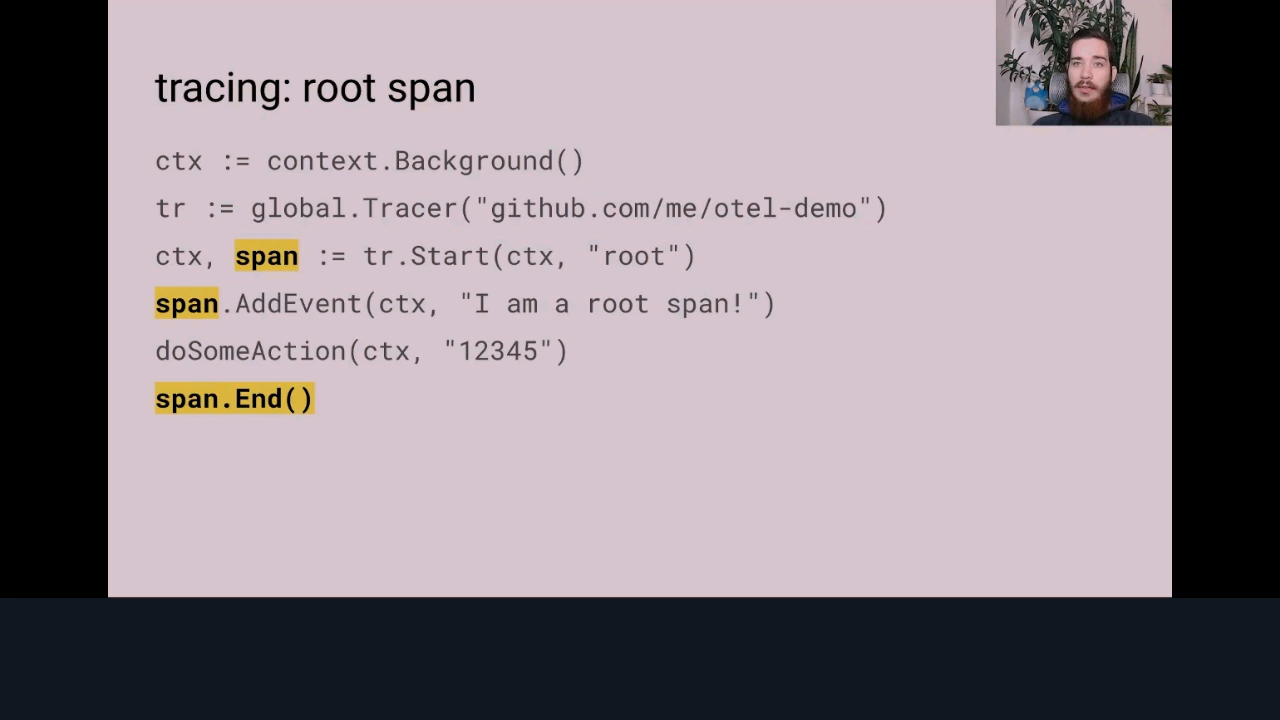 tracing: root span
ctx := context.Background()
tr := global.Tracer("github.com/me/otel-demo")
ctx, span := tr.Start(ctx, "root")
span.AddEvent(ctx, "I am a root span!")
doSomeAction(ctx, "12345")
span.End()